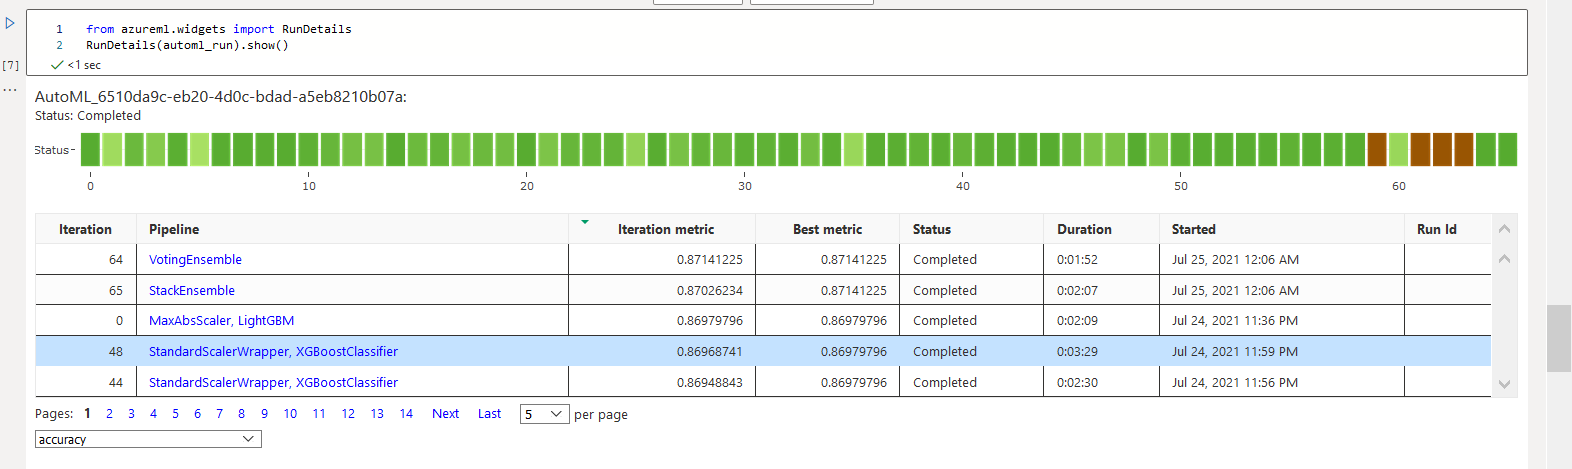 1 from azureml.widgets import RunDetails
2 RunDetails(automl_run).show()
[7] <1 sec
...
AutoML_6510da9c-eb20-4d0c-bdad-a5eb8210b07a:
Status: Completed
Status-
0 10 20 30 40 50 60
Iteration Pipeline Iteration metric Best metric Status Duration Started Run Id
64 VotingEnsemble 0.87141225 0.87141225 Completed 0:01:52 Jul 25, 2021 12:06 AM
65 StackEnsemble 0.87026234 0.87141225 Completed 0:02:07 Jul 25, 2021 12:06 AM
0 MaxAbsScaler, LightGBM 0.86979796 0.86979796 Completed 0:02:09 Jul 24, 2021 11:36 PM
48 StandardScalerWrapper, XGBoostClassifier 0.86968741 0.86979796 Completed 0:03:29 Jul 24, 2021 11:59 PM
44 StandardScalerWrapper, XGBoostClassifier 0.86948843 0.86979796 Completed 0:02:30 Jul 24, 2021 11:56 PM
Pages: 1 2 3 4 5 6 7 8 9 10 11 12 13 14 Next Last 5 per page
accuracy